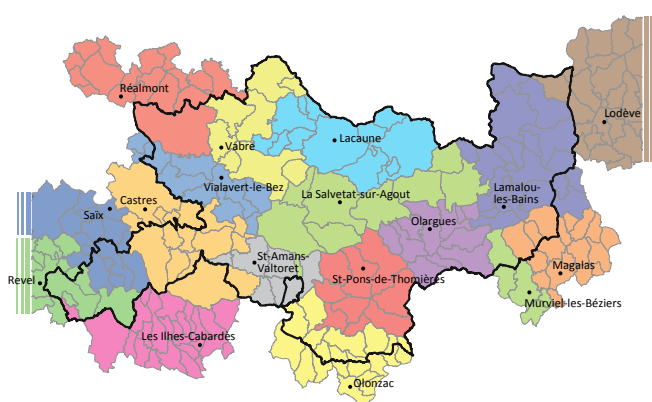 Réalmont
Lodève
Lacaune
Vabre
Vialavert-le-Bez
La Salvetat-sur-Agout
Lamalou-
les-Bains
Castres
Saïx
Olargues
St-Amans-
Valtoret
Magalas
Revel
St-Pons-de-Thomières
Murviel-les-Béziers
Les Ilhes-Cabardès
Olonzac